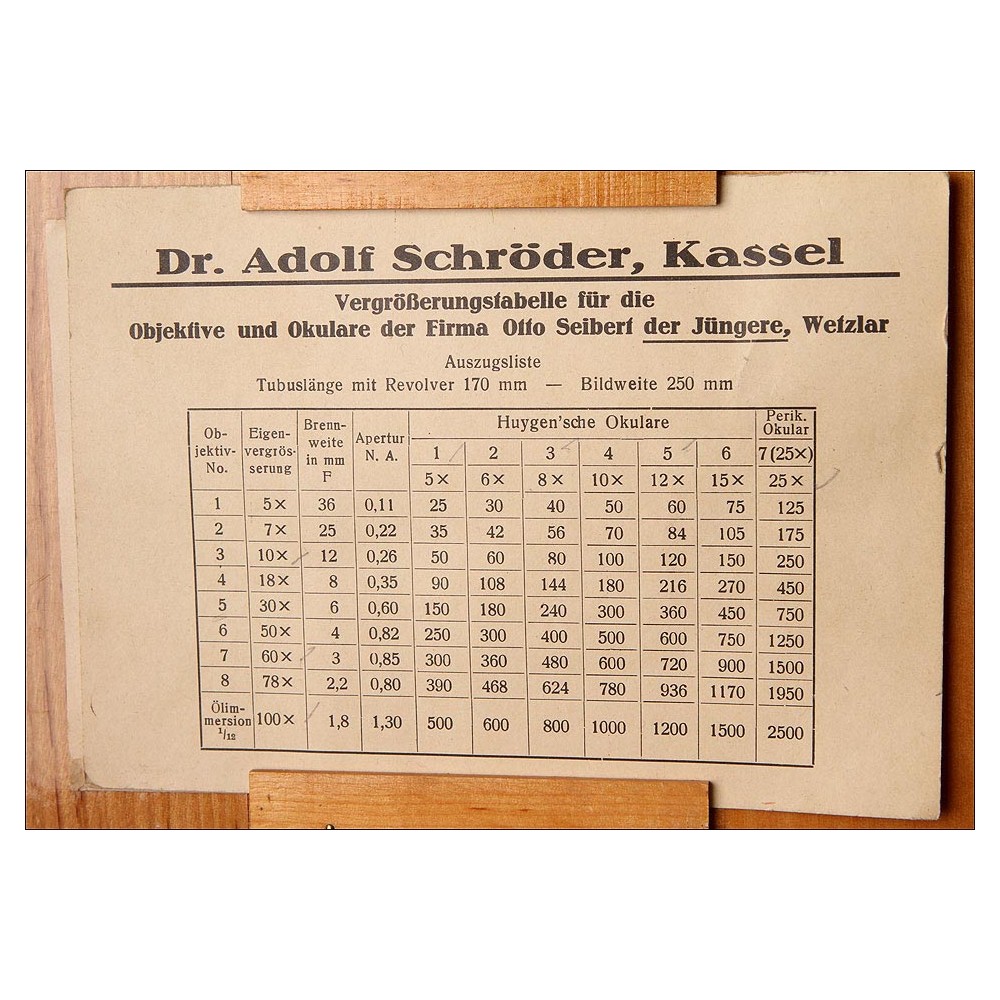 Dr. Adolf Schröder, Kassel
Vergrößerungstabelle für die
Objektive und Okulare der Firma Otto Seibert der Jüngere, Wetzlar
Auszugsliste
Tubuslänge mit Revolver 170 mm — Bildweite 250 mm
Ob-jektiv-No. Eigen-vergrös-serung Brenn-weite in mm F Apertur N. A. Huygen'sche Okulare Perik. Okular
1 2 3 4 5 6 7 (25×)
5× 6× 8× 10× 12× 15× 25×
1 5× 36 0,11 25 30 40 50 60 75 125
2 7× 25 0,22 35 42 56 70 84 105 175
3 10× 12 0,26 50 60 80 100 120 150 250
4 18× 8 0,35 90 108 144 180 216 270 450
5 30× 6 0,60 150 180 240 300 360 450 750
6 50× 4 0,82 250 300 400 500 600 750 1250
7 60× 3 0,85 300 360 480 600 720 900 1500
8 78× 2,2 0,80 390 468 624 780 936 1170 1950
Ölim-mersion 1/12 100× 1,8 1,30 500 600 800 1000 1200 1500 2500